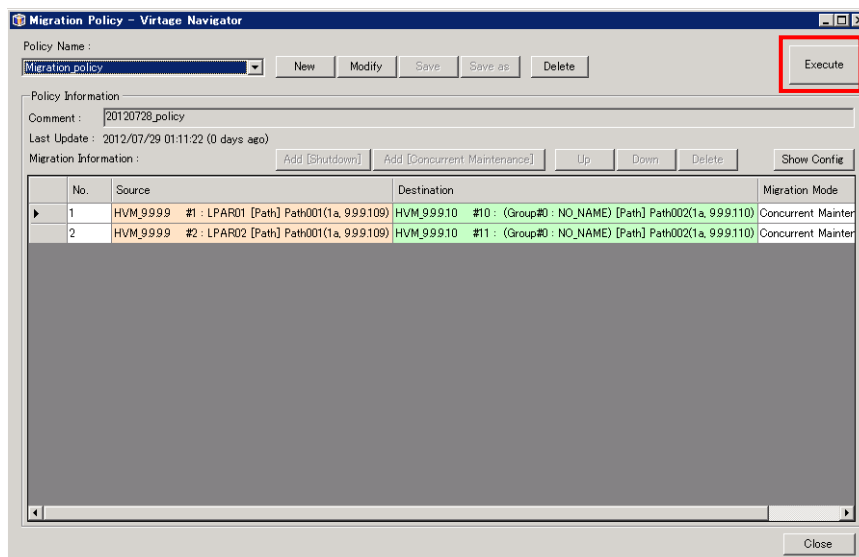 Migration Policy - Virtage Navigator
Policy Name :
Migration_policy New Modify Save Save as Delete Execute
Policy Information
Comment : 20120728_policy
Last Update : 2012/07/29 01:11:22 (0 days ago)
Migration Information : Add [Shutdown] Add [Concurrent Maintenance] Up Down Delete Show Config
No. Source Destination Migration Mode
1 HVM_9.9.9.9 #1 : LPAR01 [Path] Path001(1a, 9.9.9.109) HVM_9.9.9.10 #10 : (Group#0 : NO_NAME) [Path] Path002(1a, 9.9.9.110) Concurrent Mainter
2 HVM_9.9.9.9 #2 : LPAR02 [Path] Path001(1a, 9.9.9.109) HVM_9.9.9.10 #11 : (Group#0 : NO_NAME) [Path] Path002(1a, 9.9.9.110) Concurrent Mainter
Close